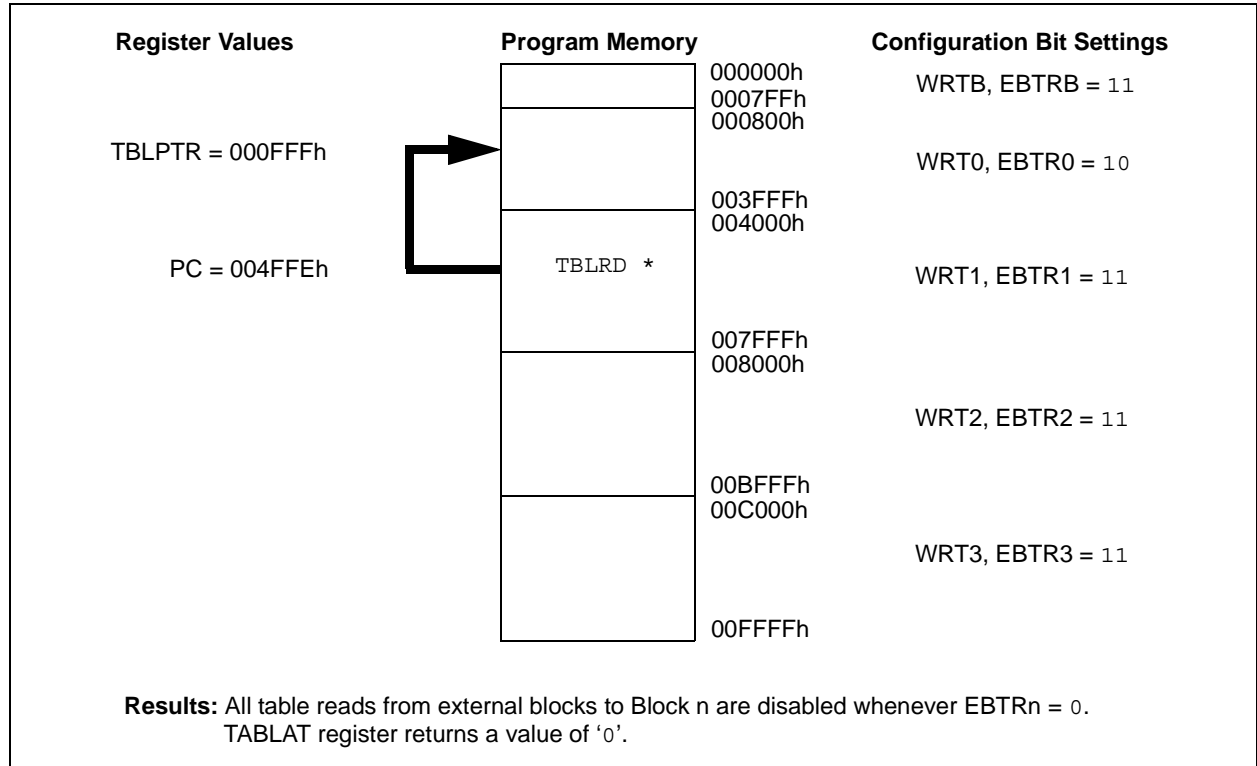 Register Values Program Memory Configuration Bit Settings
000000h
WRTB, EBTRB = 11
0007FFh
000800h
TBLPTR = 000FFFh
WRT0, EBTR0 = 10
003FFFh
004000h
PC = 004FFEh TBLRD *
WRT1, EBTR1 = 11
007FFFh
008000h
WRT2, EBTR2 = 11
00BFFFh
00C000h
WRT3, EBTR3 = 11
00FFFFh
Results: All table reads from external blocks to Block n are disabled whenever EBTRn = 0.
TABLAT register returns a value of ‘0’.